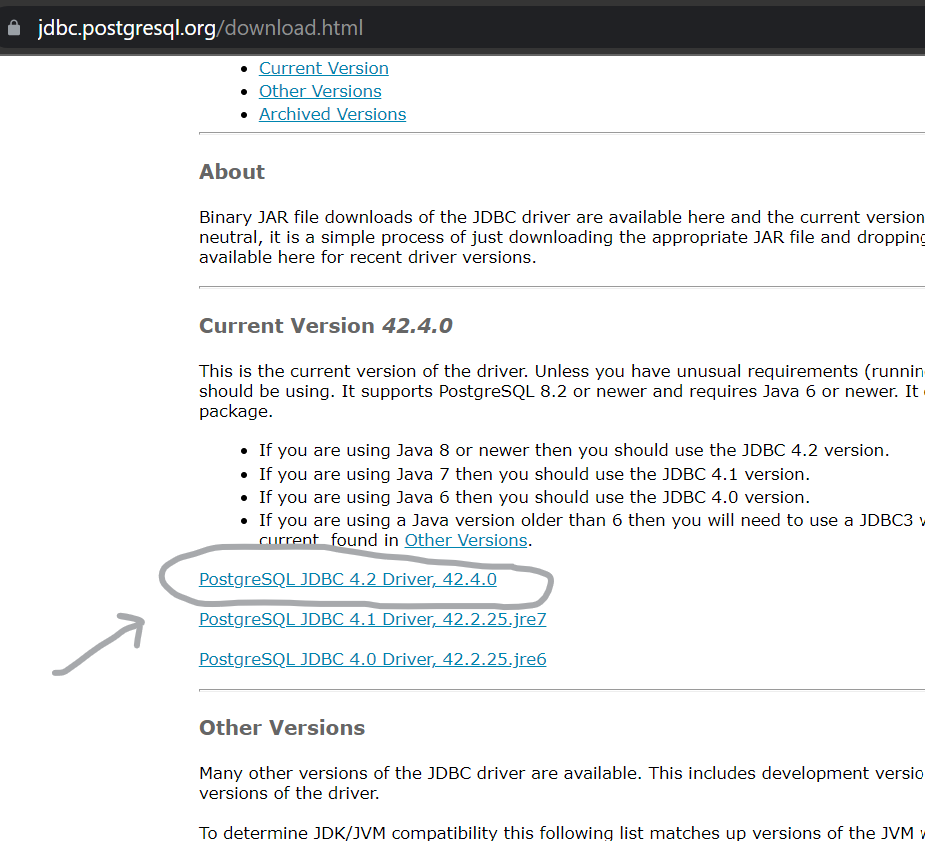 jdbc.postgresql.org/download.html
Current Version
Other Versions
Archived Versions
About
Binary JAR file downloads of the JDBC driver are available here and the current version
neutral, it is a simple process of just downloading the appropriate JAR file and dropping
available here for recent driver versions.
Current Version 42.4.0
This is the current version of the driver. Unless you have unusual requirements (runnin
should be using. It supports PostgreSQL 8.2 or newer and requires Java 6 or newer. It
package.
If you are using Java 8 or newer then you should use the JDBC 4.2 version.
If you are using Java 7 then you should use the JDBC 4.1 version.
If you are using Java 6 then you should use the JDBC 4.0 version.
If you are using a Java version older than 6 then you will need to use a JDBC3
current, found in Other Versions.
PostgreSQL JDBC 4.2 Driver, 42.4.0
PostgreSQL JDBC 4.1 Driver, 42.2.25.jre7
PostgreSQL JDBC 4.0 Driver, 42.2.25.jre6
Other Versions
Many other versions of the JDBC driver are available. This includes development versio
versions of the driver.
To determine JDK/JVM compatibility this following list matches up versions of the JVM